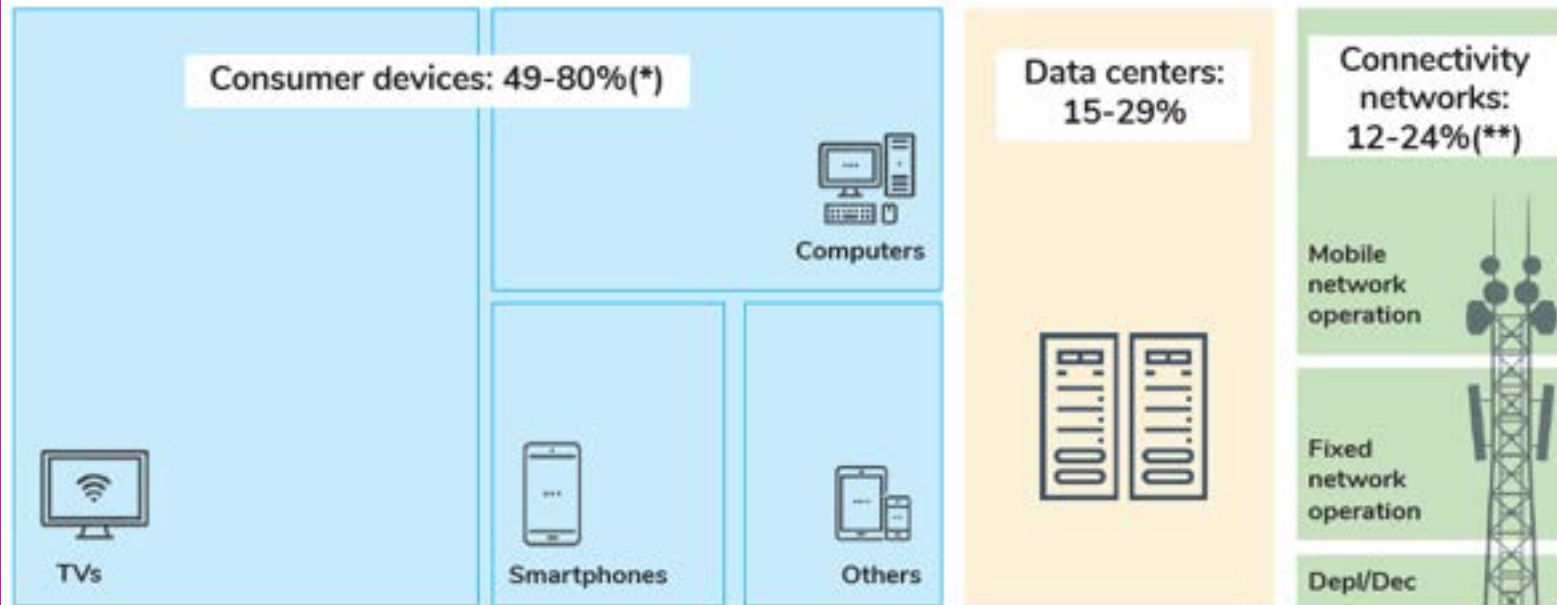 Consumer devices: 49-80%(*)
Computers
TVs
Smartphones
Others
Data centers:
15-29%
Connectivity
networks:
12-24%(**)
Mobile
network
operation
Fixed
network
operation
Depl/Dec